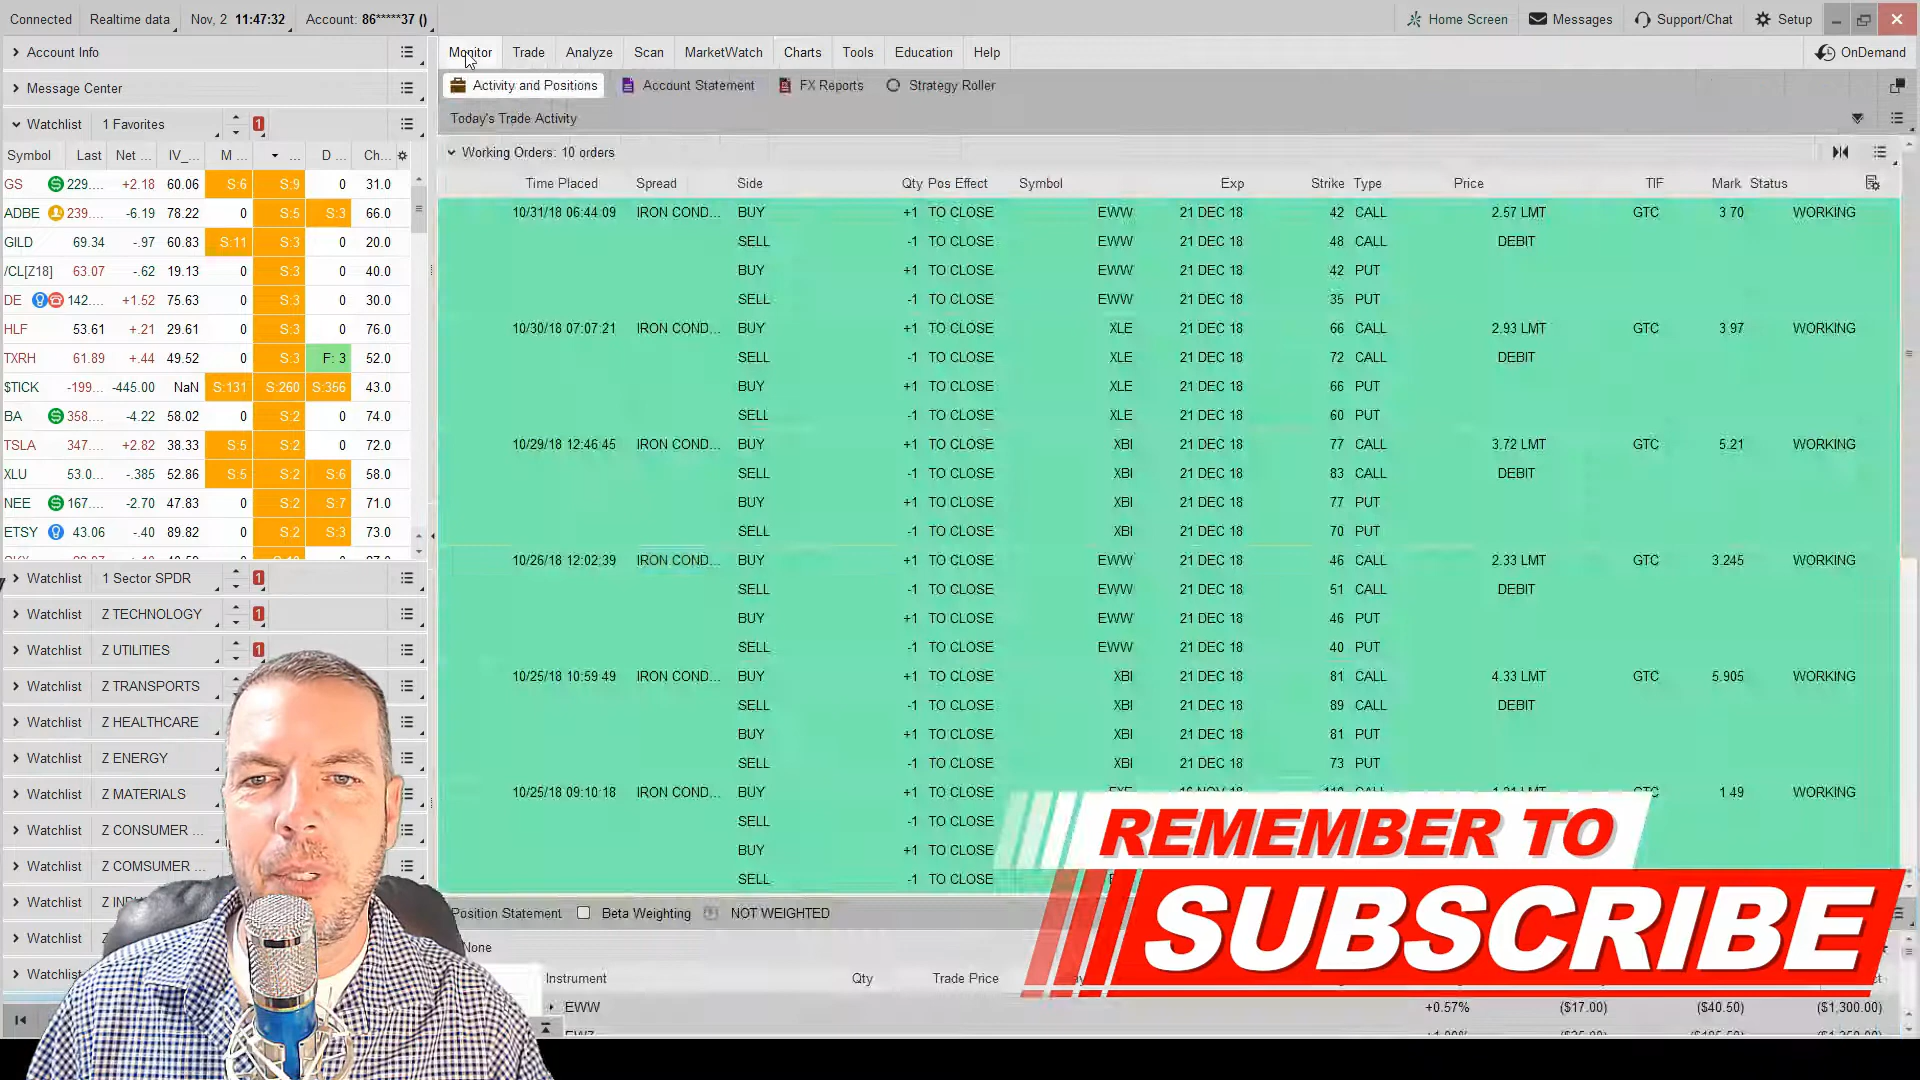 Connected Realtime data Nov, 2 11:47:32 Account: 86*****37 () Home Screen Messages Support/Chat Setup
Account Info
Message Center
Watchlist 1 Favorites 1
Symbol Last Net ... IV_... M ... ... D ... Ch...
GS 229.... +2.18 60.06 S:6 S:9 0 31.0
ADBE 239.... -6.19 78.22 0 S:5 S:3 66.0
GILD 69.34 -.97 60.83 S:11 S:3 0 20.0
/CL[Z18] 63.07 -.62 19.13 0 S:3 0 40.0
DE 142.... +1.52 75.63 0 S:3 0 30.0
HLF 53.61 +.21 29.61 0 S:3 0 76.0
TXRH 61.89 +.44 49.52 0 S:3 F: 3 52.0
$TICK -199... -445.00 NaN S:131 S:260 S:356 43.0
BA 358.... -4.22 58.02 0 S:2 0 74.0
TSLA 347.... +2.82 38.33 S:5 S:2 0 72.0
XLU 53.0... -.385 52.86 S:5 S:2 S:6 58.0
NEE 167.... -2.70 47.83 0 S:2 S:7 71.0
ETSY 43.06 -.40 89.82 0 S:2 S:3 73.0
Watchlist 1 Sector SPDR 1
Watchlist Z TECHNOLOGY 1
Watchlist Z UTILITIES 1
Watchlist Z TRANSPORTS
Watchlist Z HEALTHCARE
Watchlist Z ENERGY
Watchlist Z MATERIALS
Watchlist Z CONSUMER ...
Watchlist Z COMSUMER ...
Watchlist
Watchlist
Watchlist
Monitor Trade Analyze Scan MarketWatch Charts Tools Education Help OnDemand
Activity and Positions Account Statement FX Reports Strategy Roller
Today's Trade Activity
Working Orders: 10 orders
Time Placed Spread Side Qty Pos Effect Symbol Exp Strike Type Price TIF Mark Status
10/31/18 06:44:09 IRON COND... BUY +1 TO CLOSE EWW 21 DEC 18 42 CALL 2.57 LMT GTC 3.70 WORKING
SELL -1 TO CLOSE EWW 21 DEC 18 48 CALL DEBIT
BUY +1 TO CLOSE EWW 21 DEC 18 42 PUT
SELL -1 TO CLOSE EWW 21 DEC 18 35 PUT
10/30/18 07:07:21 IRON COND... BUY +1 TO CLOSE XLE 21 DEC 18 66 CALL 2.93 LMT GTC 3.97 WORKING
SELL -1 TO CLOSE XLE 21 DEC 18 72 CALL DEBIT
BUY +1 TO CLOSE XLE 21 DEC 18 66 PUT
SELL -1 TO CLOSE XLE 21 DEC 18 60 PUT
10/29/18 12:46:45 IRON COND... BUY +1 TO CLOSE XBI 21 DEC 18 77 CALL 3.72 LMT GTC 5.21 WORKING
SELL -1 TO CLOSE XBI 21 DEC 18 83 CALL DEBIT
BUY +1 TO CLOSE XBI 21 DEC 18 77 PUT
SELL -1 TO CLOSE XBI 21 DEC 18 70 PUT
10/26/18 12:02:39 IRON COND... BUY +1 TO CLOSE EWW 21 DEC 18 46 CALL 2.33 LMT GTC 3.245 WORKING
SELL -1 TO CLOSE EWW 21 DEC 18 51 CALL DEBIT
BUY +1 TO CLOSE EWW 21 DEC 18 46 PUT
SELL -1 TO CLOSE EWW 21 DEC 18 40 PUT
10/25/18 10:59:49 IRON COND... BUY +1 TO CLOSE XBI 21 DEC 18 81 CALL 4.33 LMT GTC 5.905 WORKING
SELL -1 TO CLOSE XBI 21 DEC 18 89 CALL DEBIT
BUY +1 TO CLOSE XBI 21 DEC 18 81 PUT
SELL -1 TO CLOSE XBI 21 DEC 18 73 PUT
10/25/18 09:10:18 IRON COND... BUY +1 TO CLOSE 1.49 WORKING
SELL -1 TO CLOSE
BUY +1 TO CLOSE
SELL -1 TO CLOSE
REMEMBER TO
SUBSCRIBE
Position Statement Beta Weighting NOT WEIGHTED
None
Instrument Qty Trade Price
EWW +0.57% ($17.00) ($40.50) ($1,300.00)